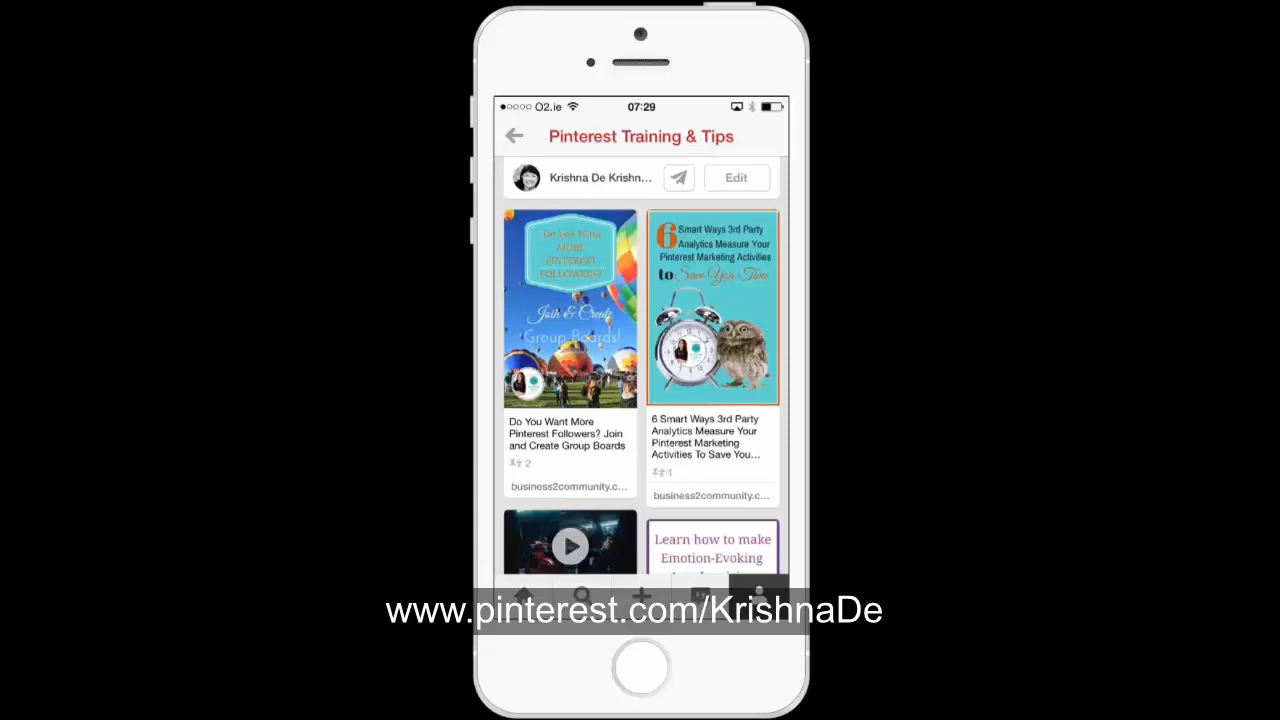 O2.ie
07:29
Pinterest Training & Tips
Krishna De Krishn...
Edit
Do You Want
MORE
PINTEREST
FOLLOWERS?
Join & Create
Group Boards!
6 Smart Ways 3rd Party
Analytics Measure Your
Pinterest Marketing Activities
to Save You Time
Do You Want More
Pinterest Followers? Join
and Create Group Boards
2
business2community.c...
6 Smart Ways 3rd Party
Analytics Measure Your
Pinterest Marketing
Activities To Save You...
1
business2community.c...
Learn how to make
Emotion-Evoking
www.pinterest.com/KrishnaDe